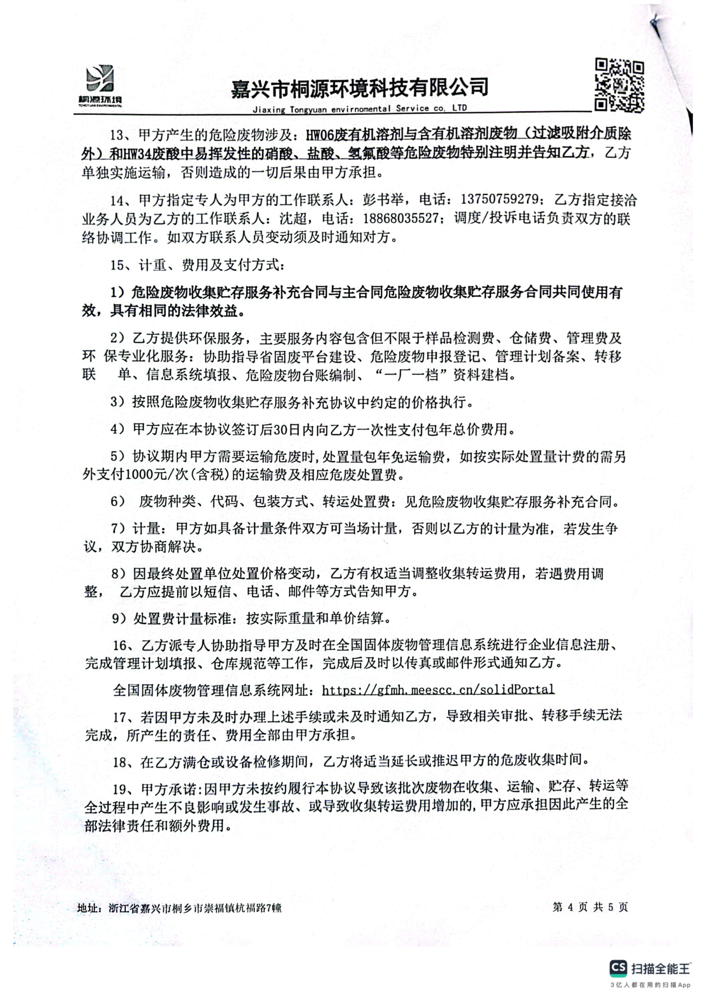 桐源环境
TONGYUAN ENVIRONMENTAL
嘉兴市桐源环境科技有限公司
Jiaxing Tongyuan envirnomental Service co, LTD
13、甲方产生的危险废物涉及：HW06废有机溶剂与含有机溶剂废物（过滤吸附介质除
外）和HW34废酸中易挥发性的硝酸、盐酸、氢氟酸等危险废物特别注明并告知乙方，乙方
单独实施运输，否则造成的一切后果由甲方承担。
14、甲方指定专人为甲方的工作联系人：彭书举，电话：13750759279；乙方指定接洽
业务人员为乙方的工作联系人：沈超，电话：18868035527；调度/投诉电话负责双方的联
络协调工作。如双方联系人员变动须及时通知对方。
15、计重、费用及支付方式：
1）危险废物收集贮存服务补充合同与主合同危险废物收集贮存服务合同共同使用有
效，具有相同的法律效益。
2）乙方提供环保服务，主要服务内容包含但不限于样品检测费、仓储费、管理费及
环 保专业化服务：协助指导省固废平台建设、危险废物申报登记、管理计划备案、转移
联 单、信息系统填报、危险废物台账编制、“一厂一档”资料建档。
3）按照危险废物收集贮存服务补充协议中约定的价格执行。
4）甲方应在本协议签订后30日内向乙方一次性支付包年总价费用。
5）协议期内甲方需要运输危废时,处置量包年免运输费，如按实际处置量计费的需另
外支付1000元/次(含税)的运输费及相应危废处置费。
6） 废物种类、代码、包装方式、转运处置费：见危险废物收集贮存服务补充合同。
7）计量：甲方如具备计量条件双方可当场计量，否则以乙方的计量为准，若发生争
议，双方协商解决。
8）因最终处置单位处置价格变动，乙方有权适当调整收集转运费用，若遇费用调
整， 乙方应提前以短信、电话、邮件等方式告知甲方。
9）处置费计量标准：按实际重量和单价结算。
16、乙方派专人协助指导甲方及时在全国固体废物管理信息系统进行企业信息注册、
完成管理计划填报、仓库规范等工作，完成后及时以传真或邮件形式通知乙方。
全国固体废物管理信息系统网址：https://gfmh.meescc.cn/solidPortal
17、若因甲方未及时办理上述手续或未及时通知乙方，导致相关审批、转移手续无法
完成，所产生的责任、费用全部由甲方承担。
18、在乙方满仓或设备检修期间，乙方将适当延长或推迟甲方的危废收集时间。
19、甲方承诺:因甲方未按约履行本协议导致该批次废物在收集、运输、贮存、转运等
全过程中产生不良影响或发生事故、或导致收集转运费用增加的,甲方应承担因此产生的全
部法律责任和额外费用。
地址：浙江省嘉兴市桐乡市崇福镇杭福路7幢
第 4 页 共 5 页
CS 扫描全能王
3亿人都在用的扫描App